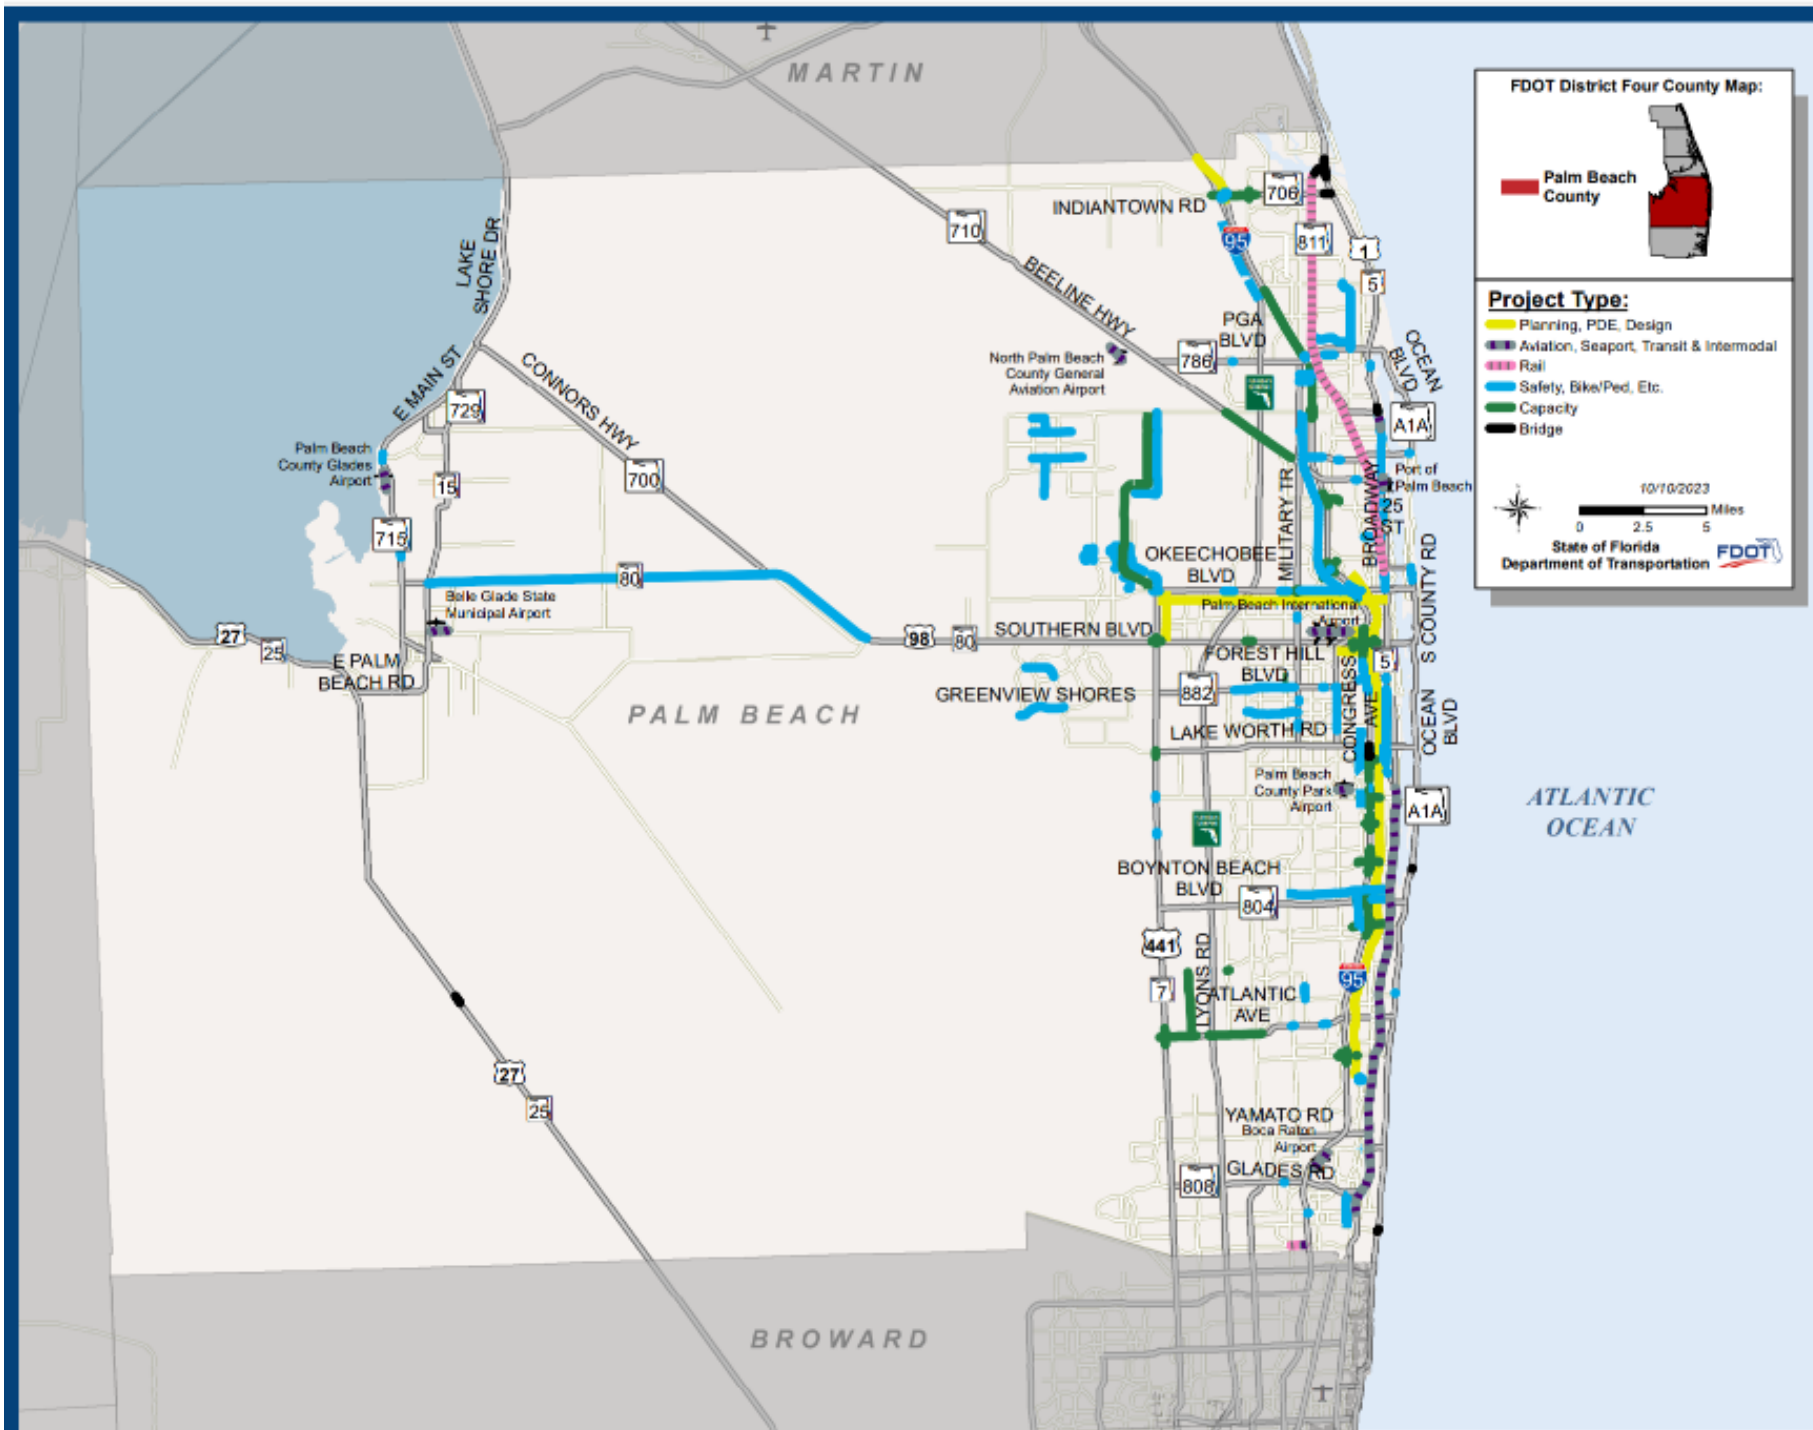 MARTIN
FDOT District Four County Map:
Palm Beach
County
Project Type:
Planning, PDE, Design
Aviation, Seaport, Transit & Intermodal
Rail
Safety, Bike/Ped, Etc.
Capacity
Bridge
10/10/2023
Miles
0 2.5 5
State of Florida
Department of Transportation
FDOT
INDIANTOWN RD
706
95
811
1
5
710
BEELINE HWY
LAKE
SHORE DR
PGA
BLVD
786
OCEAN
BLVD
A1A
North Palm Beach
County General
Aviation Airport
E MAIN ST
CONNORS HWY
729
700
Palm Beach
County Glades
Airport
15
715
MILITARY TR
BROADWAY
Port of
Palm Beach
25
ST
OKEECHOBEE
BLVD
S COUNTY RD
80
Belle Glade State
Municipal Airport
Palm Beach Internationa
Airport
27
25
E PALM
BEACH RD
98
80
SOUTHERN BLVD
FOREST HILL
BLVD
5
882
GREENVIEW SHORES
PALM BEACH
CONGRESS
AVE
OCEAN
BLVD
LAKE WORTH RD
Palm Beach
County Park
Airport
A1A
ATLANTIC
OCEAN
BOYNTON BEACH
BLVD
804
441
7
LYONS RD
95
ATLANTIC
AVE
27
25
YAMATO RD
Boca Raton
Airport
GLADES RD
808
BROWARD